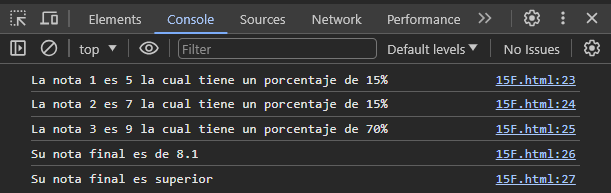 Elements Console Sources Network Performance
top Filter Default levels No Issues
La nota 1 es 5 la cual tiene un porcentaje de 15% 15F.html:23
La nota 2 es 7 la cual tiene un porcentaje de 15% 15F.html:24
La nota 3 es 9 la cual tiene un porcentaje de 70% 15F.html:25
Su nota final es de 8.1 15F.html:26
Su nota final es superior 15F.html:27